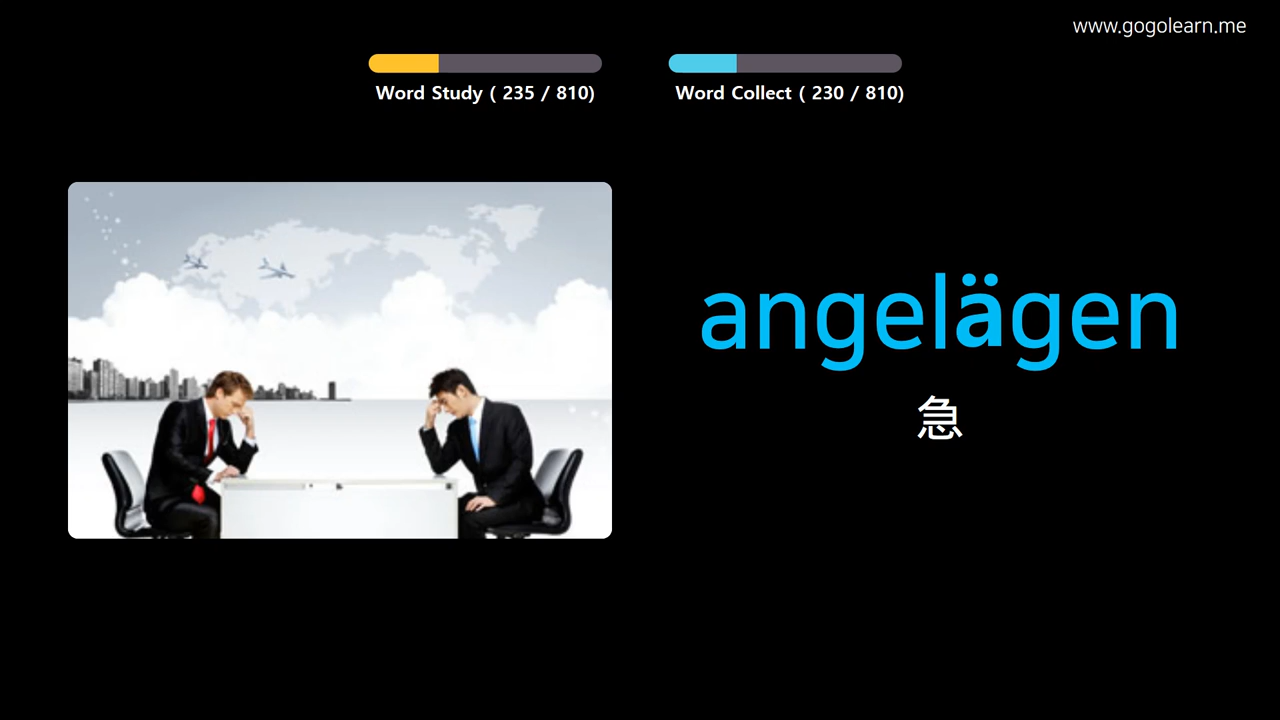 www.gogolearn.me
Word Study ( 235 / 810)
Word Collect ( 230 / 810)
angelägen
急